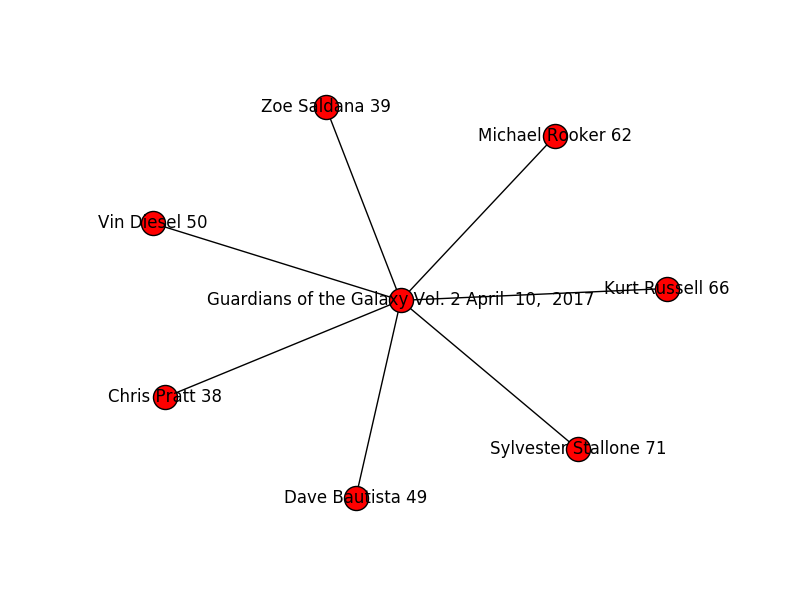 Zoe Saldana 39
Michael Rooker 62
Vin Diesel 50
Kurt Russell 66
Guardians of the Galaxy Vol. 2 April  10,  2017
Chris Pratt 38
Sylvester Stallone 71
Dave Bautista 49